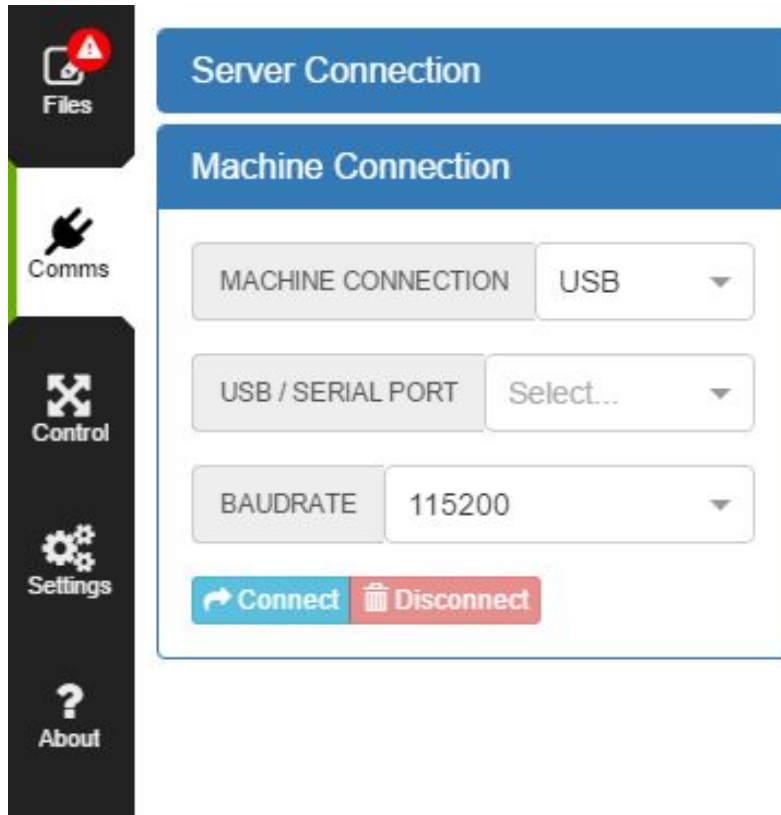 Files
Comms
Control
Settings
? About
Server Connection
Machine Connection
MACHINE CONNECTION USB
USB / SERIAL PORT Select...
BAUDRATE 115200
Connect Disconnect